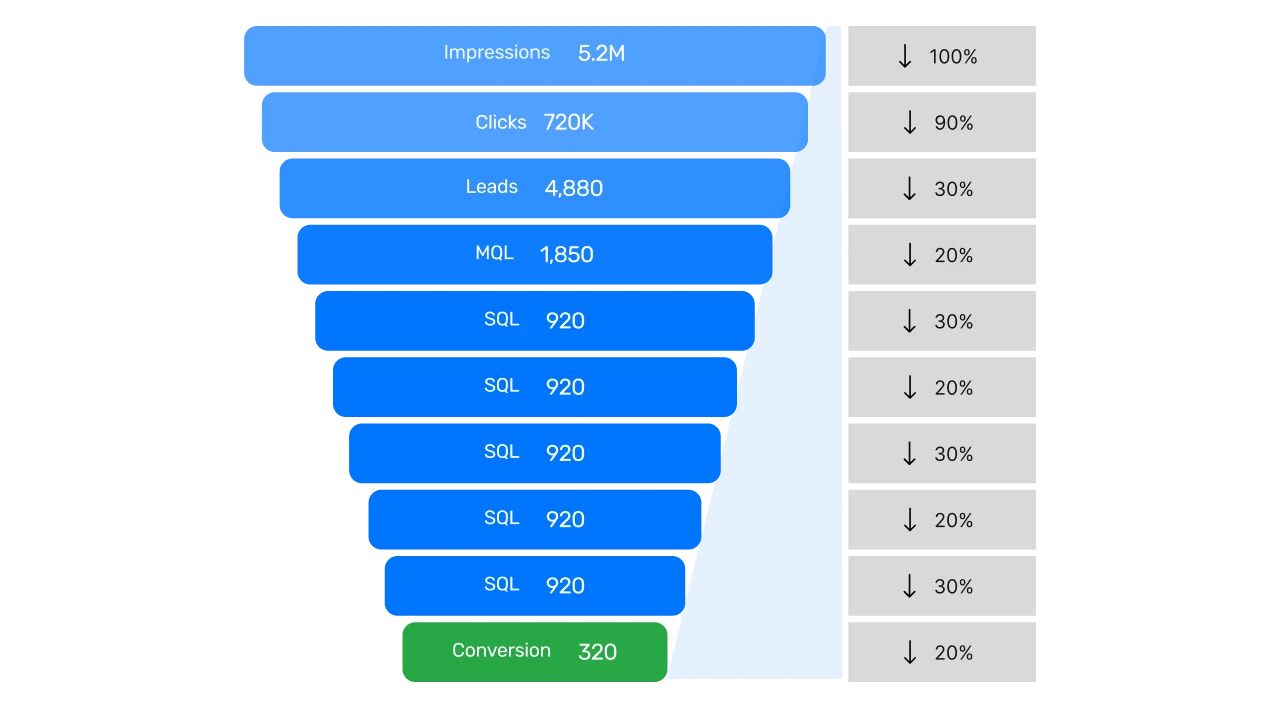 Impressions 5.2M ↓ 100%
Clicks 720K ↓ 90%
Leads 4,880 ↓ 30%
MQL 1,850 ↓ 20%
SQL 920 ↓ 30%
SQL 920 ↓ 20%
SQL 920 ↓ 30%
SQL 920 ↓ 20%
SQL 920 ↓ 30%
Conversion 320 ↓ 20%